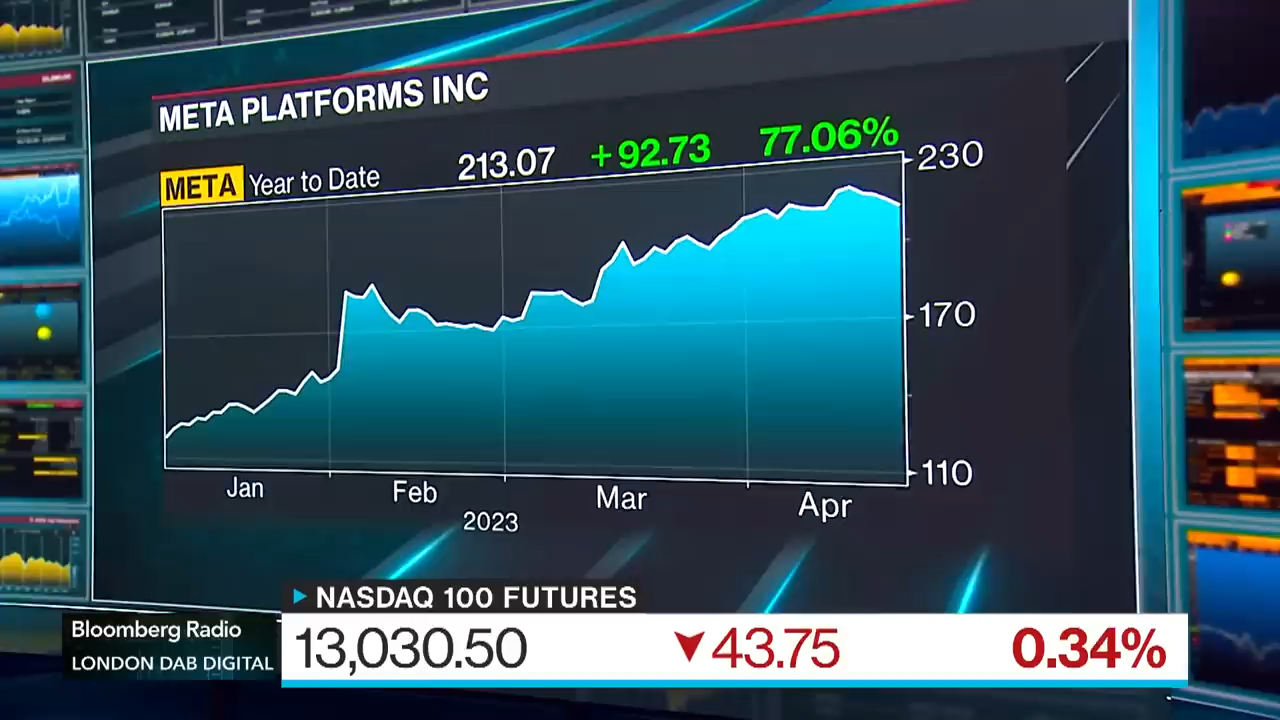 META PLATFORMS INC
META Year to Date 213.07 +92.73 77.06%
230
170
110
Jan Feb Mar Apr
2023
NASDAQ 100 FUTURES
Bloomberg Radio
LONDON DAB DIGITAL
13,030.50 43.75 0.34%